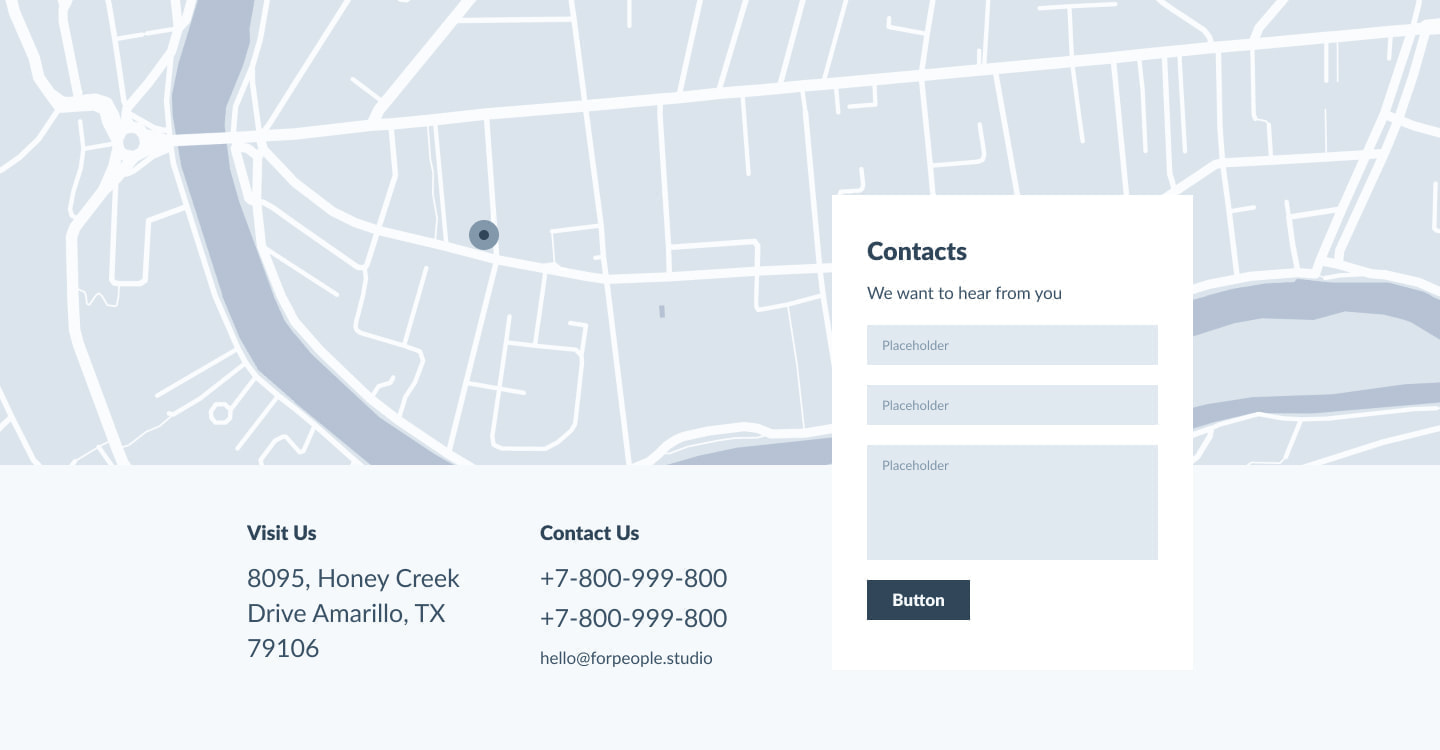 Contacts
We want to hear from you
Placeholder
Placeholder
Placeholder
Button
Visit Us
8095, Honey Creek
Drive Amarillo, TX
79106
Contact Us
+7-800-999-800
+7-800-999-800
hello@forpeople.studio